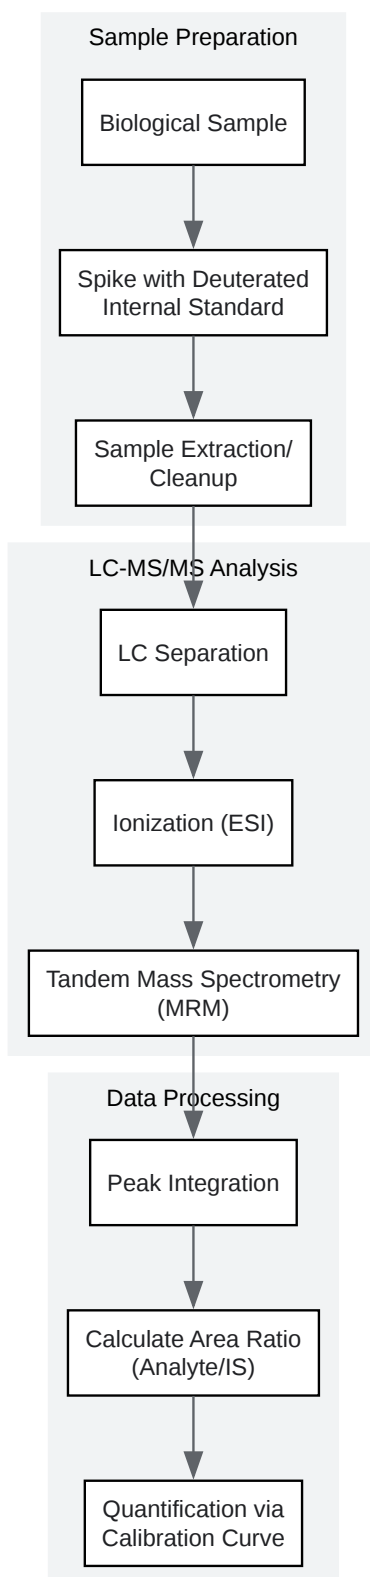 Sample Preparation
Biological Sample
Spike with Deuterated
Internal Standard
Sample Extraction/
Cleanup
LC-MS/MS Analysis
LC Separation
Ionization (ESI)
Tandem Mass Spectrometry
(MRM)
Data Processing
Peak Integration
Calculate Area Ratio
(Analyte/IS)
Quantification via
Calibration Curve